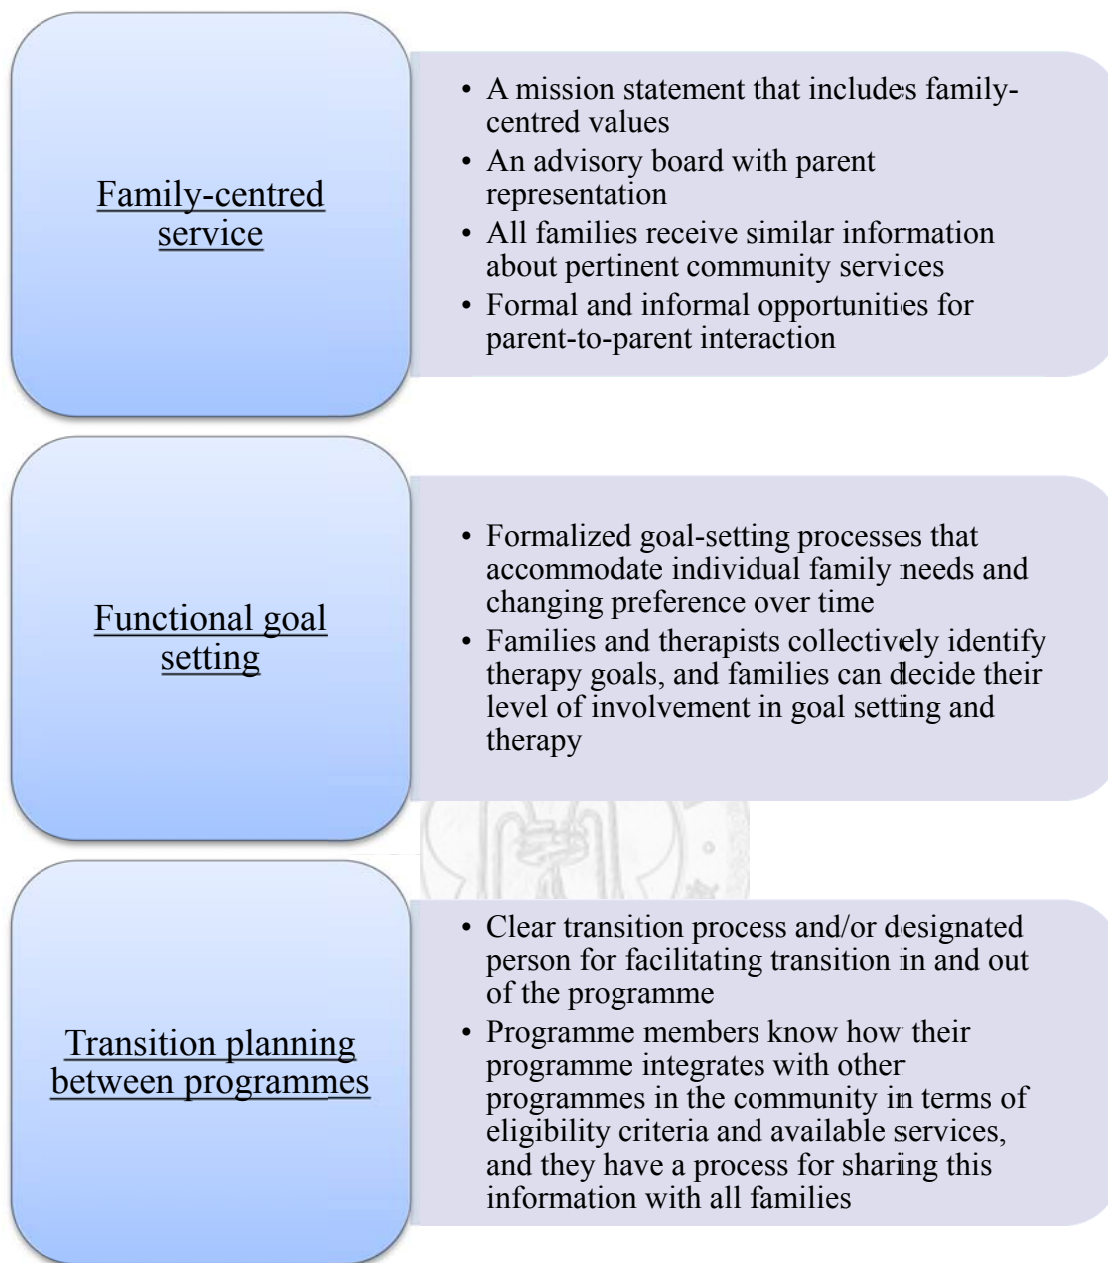 Family-centred
service
• A mission statement that includes family-
centred values
• An advisory board with parent
representation
• All families receive similar information
about pertinent community services
• Formal and informal opportunities for
parent-to-parent interaction
Functional goal
setting
• Formalized goal-setting processes that
accommodate individual family needs and
changing preference over time
• Families and therapists collectively identify
therapy goals, and families can decide their
level of involvement in goal setting and
therapy
Transition planning
between programmes
• Clear transition process and/or designated
person for facilitating transition in and out
of the programme
• Programme members know how their
programme integrates with other
programmes in the community in terms of
eligibility criteria and available services,
and they have a process for sharing this
information with all families